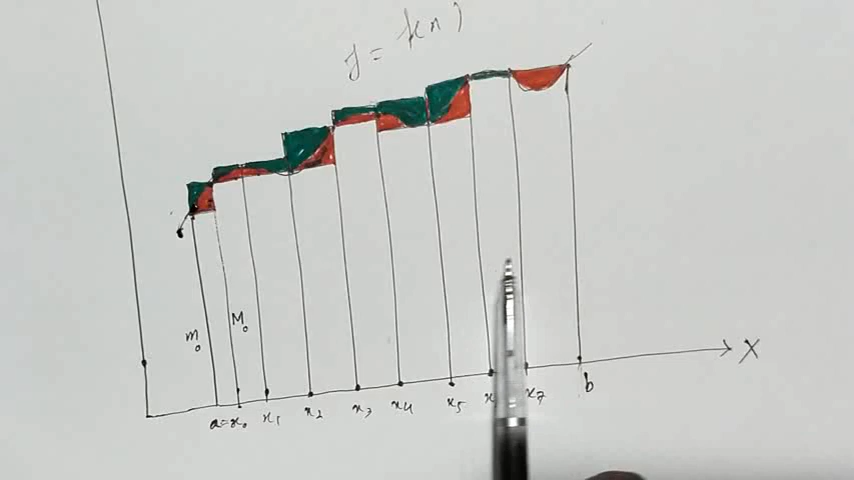 y = f(x)
m₀
M₀
X
a=x₀ x₁ x₂ x₃ x₄ x₅ x₇ b